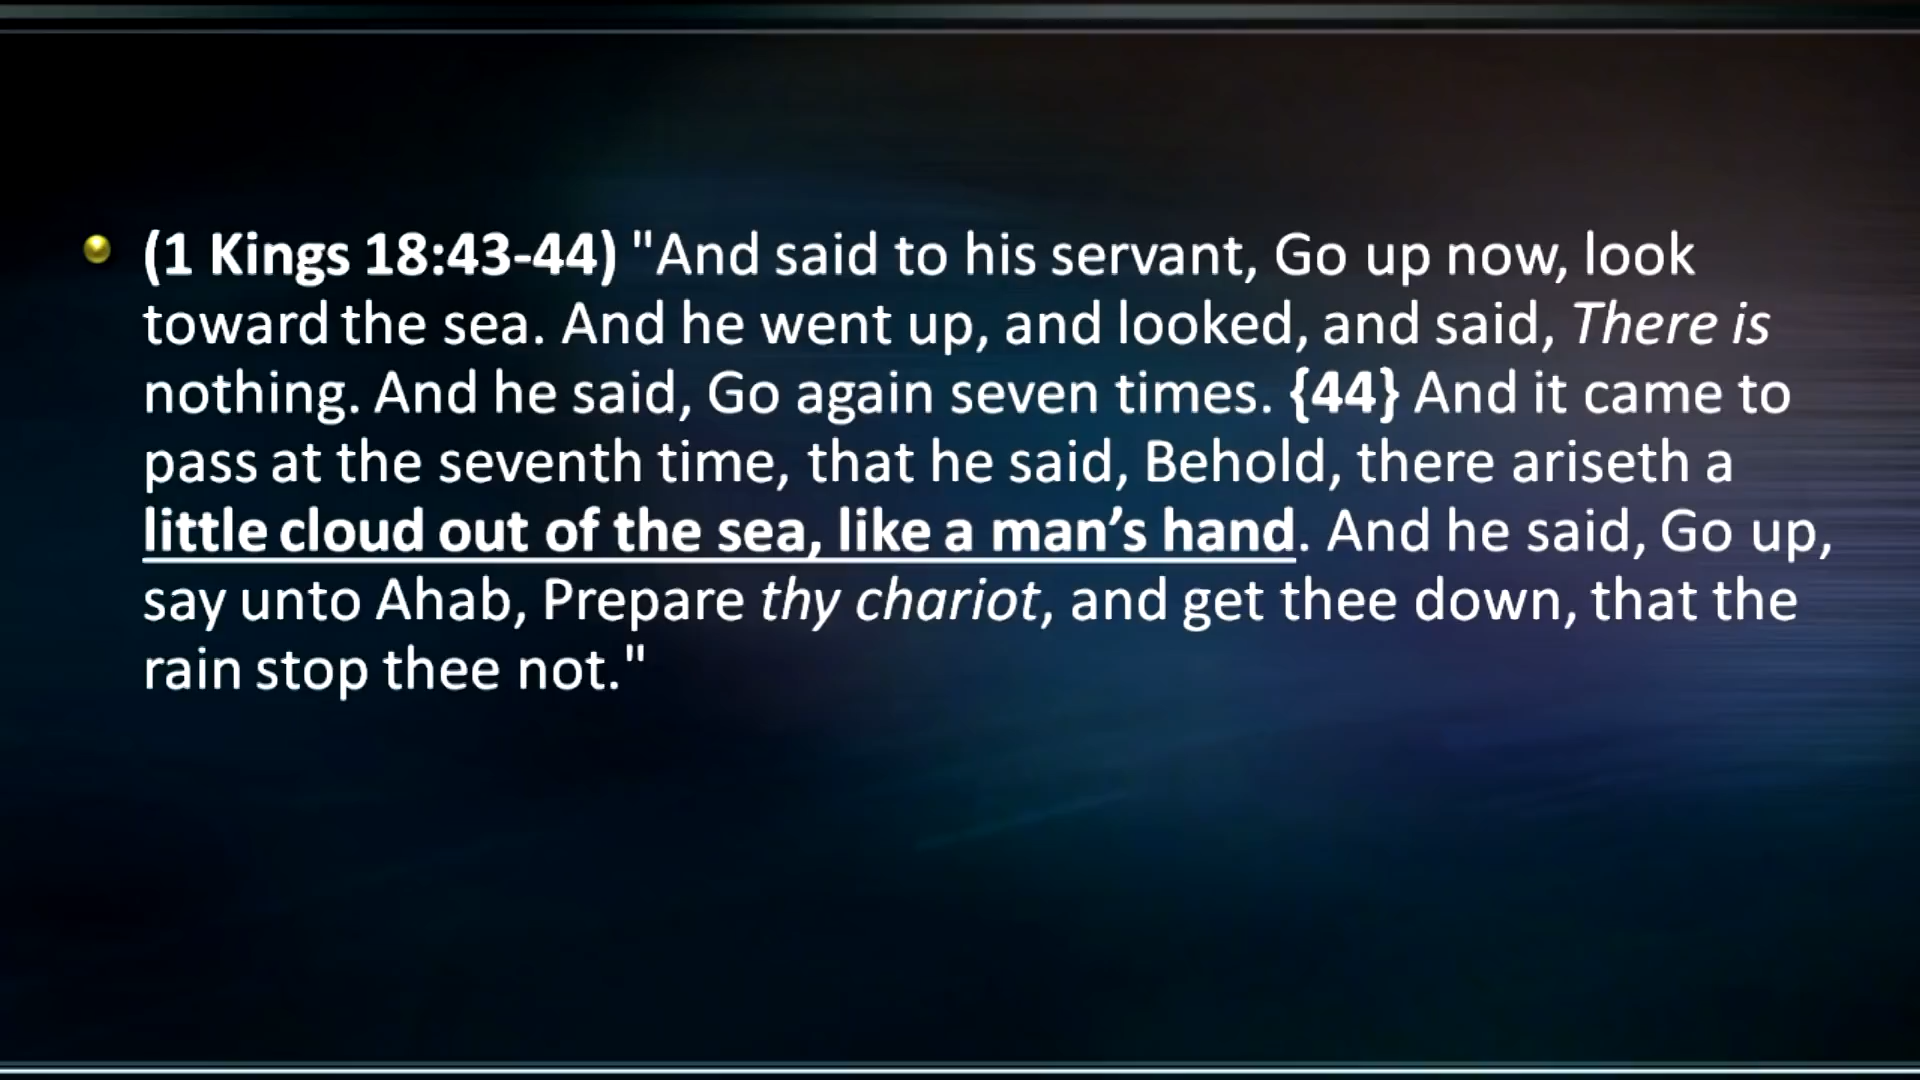 (1 Kings 18:43-44) "And said to his servant, Go up now, look
toward the sea. And he went up, and looked, and said, There is
nothing. And he said, Go again seven times. {44} And it came to
pass at the seventh time, that he said, Behold, there ariseth a
little cloud out of the sea, like a man’s hand. And he said, Go up,
say unto Ahab, Prepare thy chariot, and get thee down, that the
rain stop thee not."